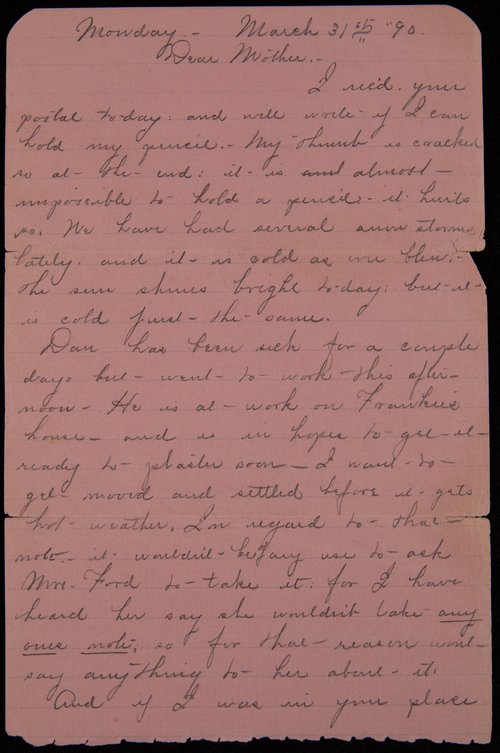 Monday. - March 31st "90.
Dear Mother. -
I rec'd. your
postal to-day: and will write if I can
hold my pencil. - My thumb is cracked
so at - the end: it is and almost -
impossible to hold a pencil - it hurts
so. We have had several snow storms
lately. and it is cold as
the sun shines bright to-day: but - it -
is cold just - the - same.
Dan has been sick for a couple
days but - went - to - work - this after-
noon - He is at - work on Frankie's
house - and is in hopes to get - it -
ready to - plaster soon - I want - to -
get - moved and settled before it - gets
hot - weather. In regard to - that -
note. - it - wouldn't - be any use to ask
Mrs. Ford to - take it: for I have
heard her say she wouldn't take any
ones note; so for that - reason wont -
say anything to - her about - it.
And if I was in your place